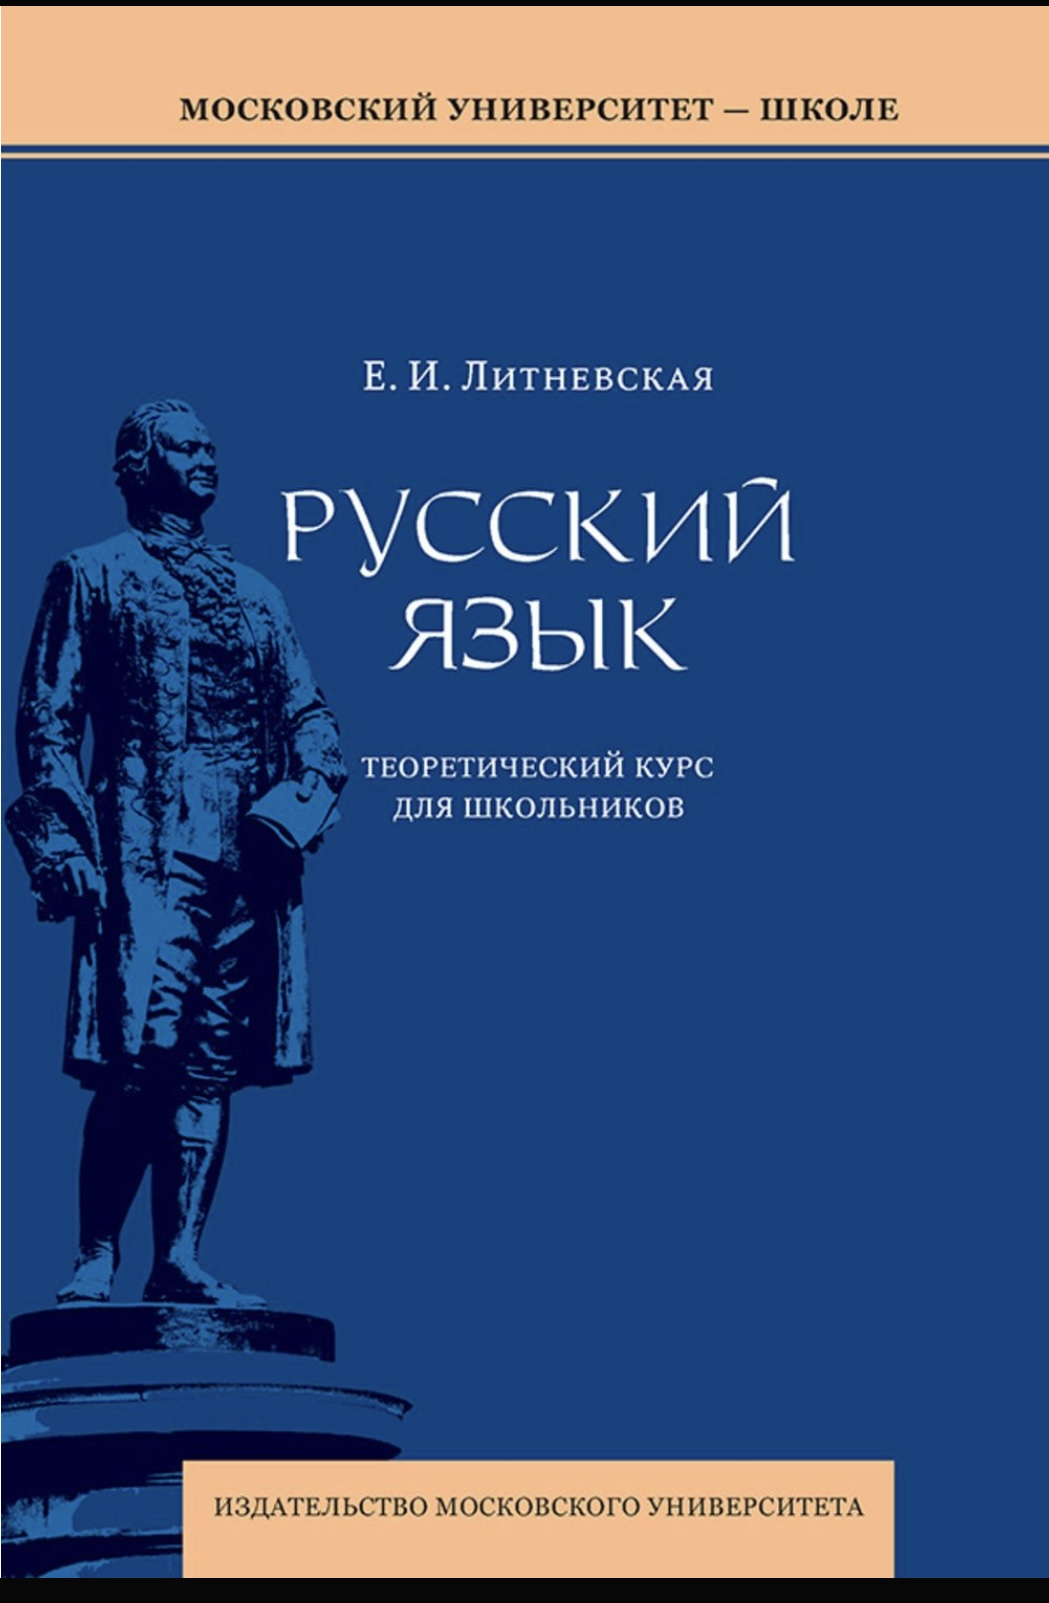 МОСКОВСКИЙ УНИВЕРСИТЕТ — ШКОЛЕ
Е. И. ЛИТНЕВСКАЯ
РУССКИЙ
ЯЗЫК
ТЕОРЕТИЧЕСКИЙ КУРС
ДЛЯ ШКОЛЬНИКОВ
ИЗДАТЕЛЬСТВО МОСКОВСКОГО УНИВЕРСИТЕТА